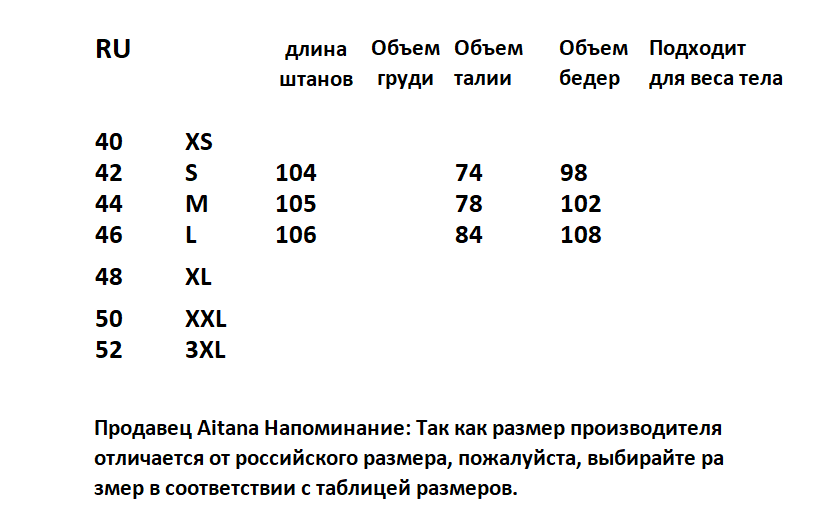 RU длина Объем Объем Объем Подходит
штанов груди талии бедер для веса тела
40 XS
42 S 104 74 98
44 M 105 78 102
46 L 106 84 108
48 XL
50 XXL
52 3XL
Продавец Aitana Напоминание: Так как размер производителя
отличается от российского размера, пожалуйста, выбирайте ра
змер в соответствии с таблицей размеров.